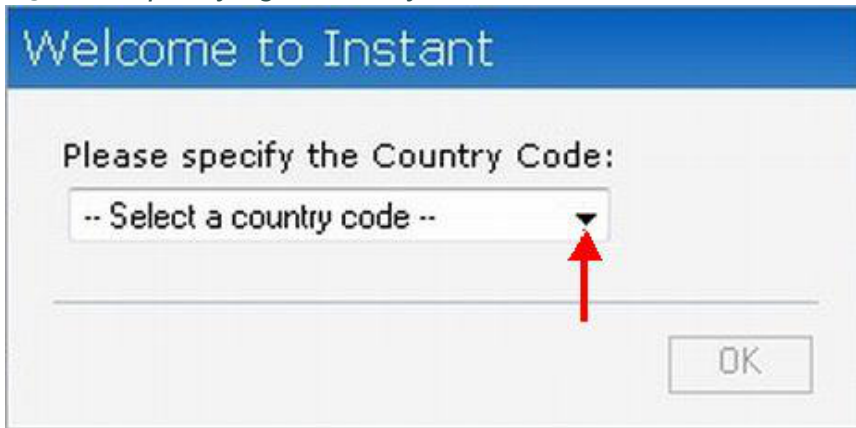 Welcome to Instant
Please specify the Country Code:
-- Select a country code --
OK